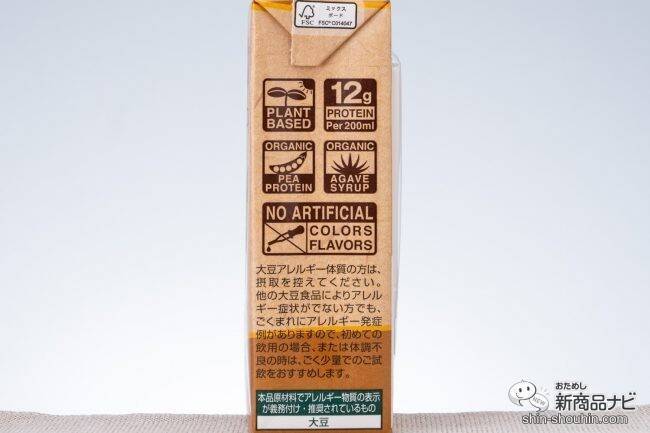 FSC
ミックス
ボード
FSC® C014047
PLANT
BASED
12g
PROTEIN
Per 200ml
ORGANIC
PEA
PROTEIN
ORGANIC
AGAVE
SYRUP
NO ARTIFICIAL
COLORS
FLAVORS
大豆アレルギー体質の方は、
摂取を控えてください。
他の大豆食品によりアレル
ギー症状がでない方でも、
ごくまれにアレルギー発症
例がありますので、初めての
飲用の場合、または体調不
良の時は、ごく少量でのご試
飲をおすすめします。
本品原材料でアレルギー物質の表示
が義務付け・推奨されているもの
大豆
NEW
おためし
新商品ナビ
shin-shouhin.com